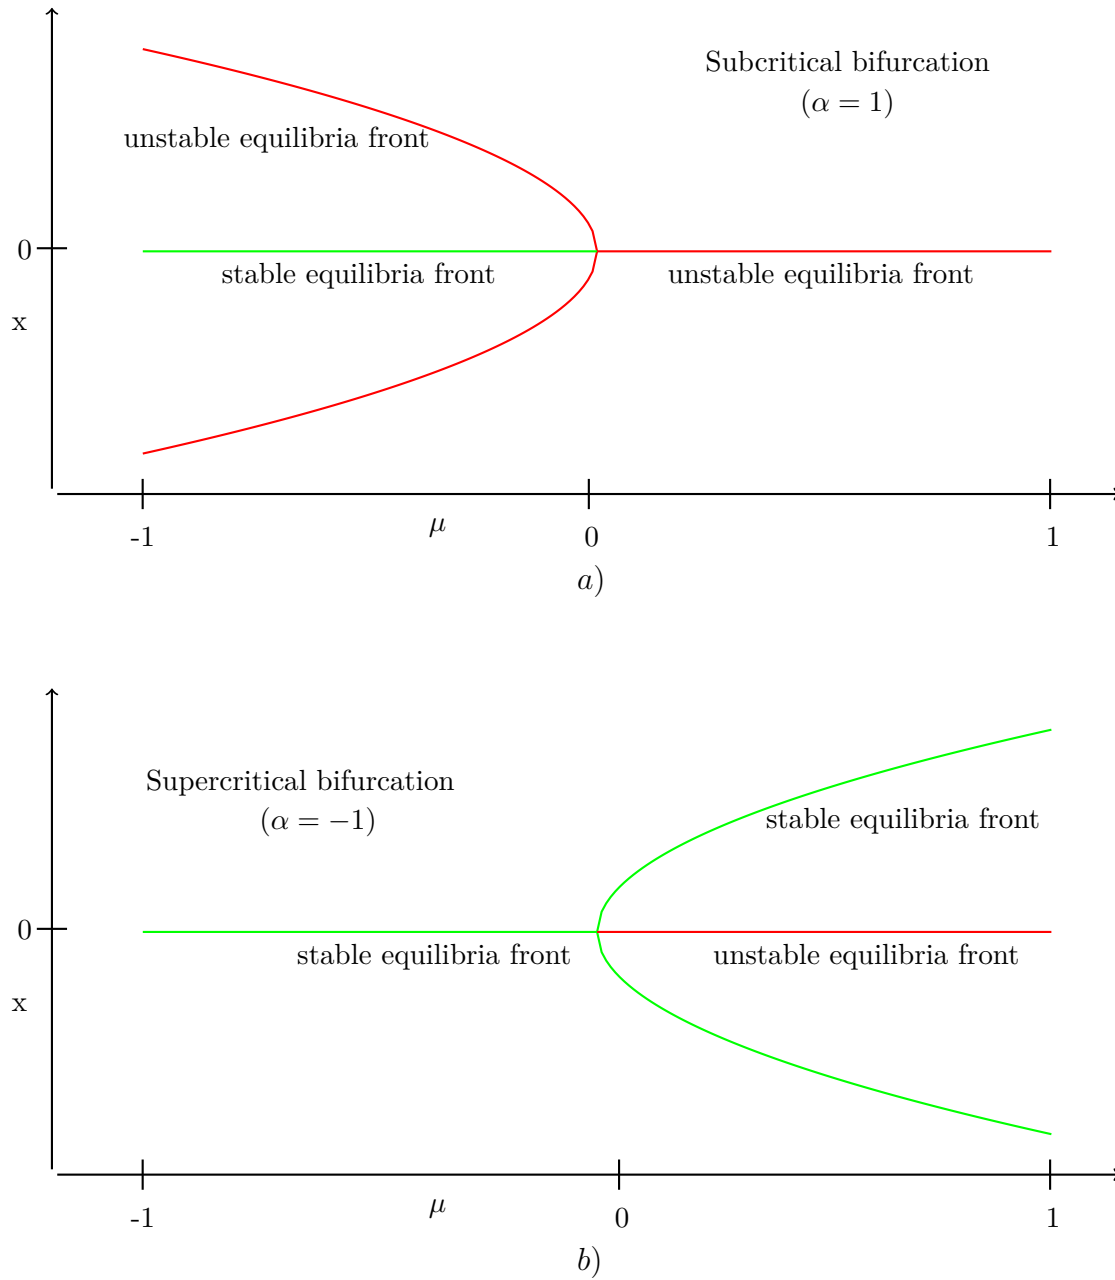 Subcritical bifurcation
(α = 1)
unstable equilibria front
0
stable equilibria front
unstable equilibria front
x
μ
-1
0
1
a)
Supercritical bifurcation
(α = −1)
stable equilibria front
0
stable equilibria front
unstable equilibria front
x
μ
-1
0
1
b)